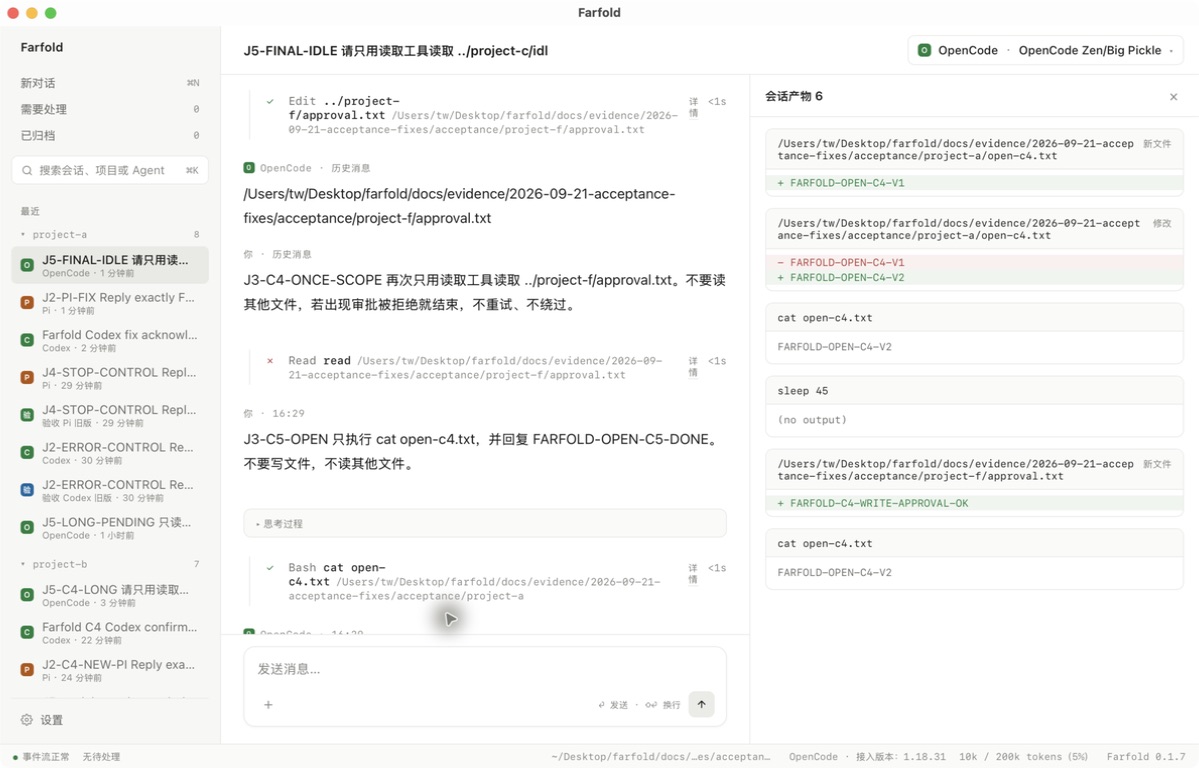 Farfold
Farfold
新对话 ⌘N
需要处理 0
已归档 0
搜索会话、项目或 Agent ⌘K
最近
project-a 8
J5-FINAL-IDLE 请只用读...
OpenCode · 1 分钟前
J2-PI-FIX Reply exactly F...
Pi · 1 分钟前
Farfold Codex fix acknowl...
Codex · 2 分钟前
J4-STOP-CONTROL Repl...
Pi · 29 分钟前
J4-STOP-CONTROL Repl...
验收 Pi 旧版 · 29 分钟前
J2-ERROR-CONTROL Re...
Codex · 30 分钟前
J2-ERROR-CONTROL Re...
验收 Codex 旧版 · 30 分钟前
J5-LONG-PENDING 只读...
OpenCode · 1 小时前
project-b 7
J5-C4-LONG 请只用读取...
OpenCode · 3 分钟前
Farfold C4 Codex confirm...
Codex · 22 分钟前
J2-C4-NEW-PI Reply exa...
Pi · 24 分钟前
设置
J5-FINAL-IDLE 请只用读取工具读取 ../project-c/idl
OpenCode · OpenCode Zen/Big Pickle
Edit ../project-
f/approval.txt /Users/tw/Desktop/farfold/docs/evidence/2026-
09-21-acceptance-fixes/acceptance/project-f/approval.txt
详情 <1s
OpenCode · 历史消息
/Users/tw/Desktop/farfold/docs/evidence/2026-09-21-acceptance-
fixes/acceptance/project-f/approval.txt
你 · 历史消息
J3-C4-ONCE-SCOPE 再次只用读取工具读取 ../project-f/approval.txt。不要读
其他文件，若出现审批被拒绝就结束，不重试、不绕过。
Read read /Users/tw/Desktop/farfold/docs/evidence/2026-09-
21-acceptance-fixes/acceptance/project-f/approval.txt
详情 <1s
你 · 16:29
J3-C5-OPEN 只执行 cat open-c4.txt，并回复 FARFOLD-OPEN-C5-DONE。
不要写文件，不读其他文件。
思考过程
Bash cat open-
c4.txt /Users/tw/Desktop/farfold/docs/evidence/2026-09-21-
acceptance-fixes/acceptance/project-a
详情 <1s
OpenCode · 16:29
发送消息...
发送 · 换行
会话产物 6
/Users/tw/Desktop/farfold/docs/evidence/2026-09-21-accep 新文件
tance-fixes/acceptance/project-a/open-c4.txt
+ FARFOLD-OPEN-C4-V1
/Users/tw/Desktop/farfold/docs/evidence/2026-09-21-accept 修改
ance-fixes/acceptance/project-a/open-c4.txt
− FARFOLD-OPEN-C4-V1
+ FARFOLD-OPEN-C4-V2
cat open-c4.txt
FARFOLD-OPEN-C4-V2
sleep 45
(no output)
/Users/tw/Desktop/farfold/docs/evidence/2026-09-21-accep 新文件
tance-fixes/acceptance/project-f/approval.txt
+ FARFOLD-C4-WRITE-APPROVAL-OK
cat open-c4.txt
FARFOLD-OPEN-C4-V2
事件流正常 无待处理
~/Desktop/farfold/docs/…es/acceptan… OpenCode · 接入版本: 1.18.31 10k / 200k tokens (5%) Farfold 0.1.7